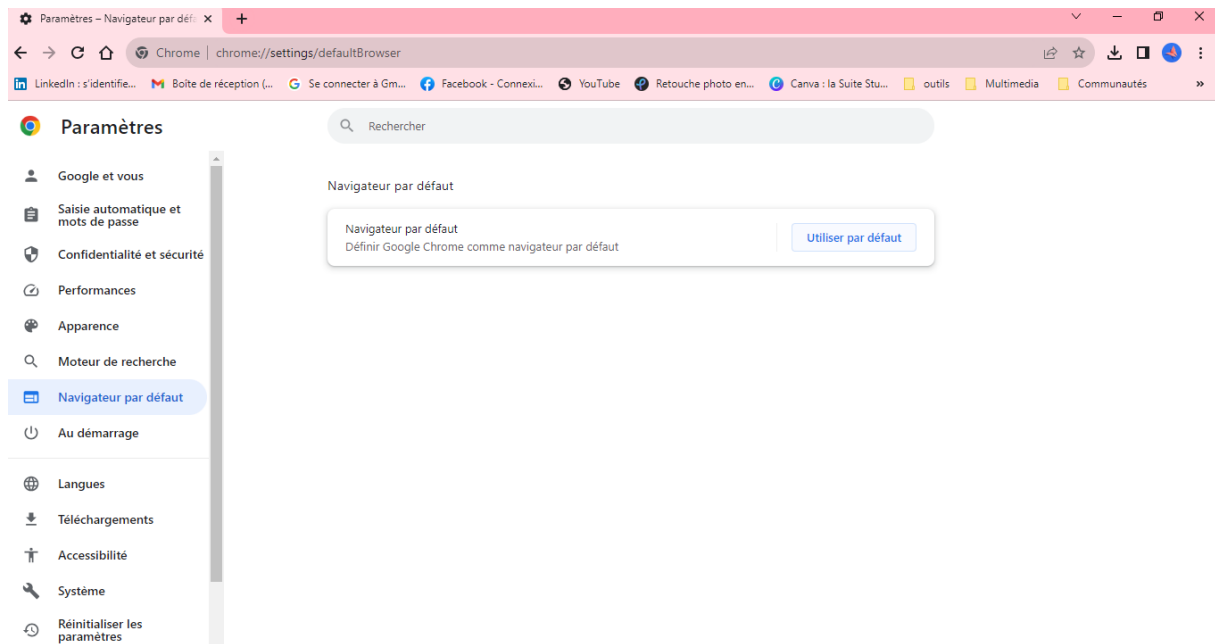 Paramètres – Navigateur par défa
Chrome | chrome://settings/defaultBrowser
LinkedIn : s'identifie... Boîte de réception (... Se connecter à Gm... Facebook - Connexi... YouTube Retouche photo en... Canva : la Suite Stu... outils Multimedia Communautés »
Paramètres
Rechercher
Google et vous
Saisie automatique et
mots de passe
Confidentialité et sécurité
Performances
Apparence
Moteur de recherche
Navigateur par défaut
Au démarrage
Langues
Téléchargements
Accessibilité
Système
Réinitialiser les
paramètres
Navigateur par défaut
Navigateur par défaut
Définir Google Chrome comme navigateur par défaut
Utiliser par défaut